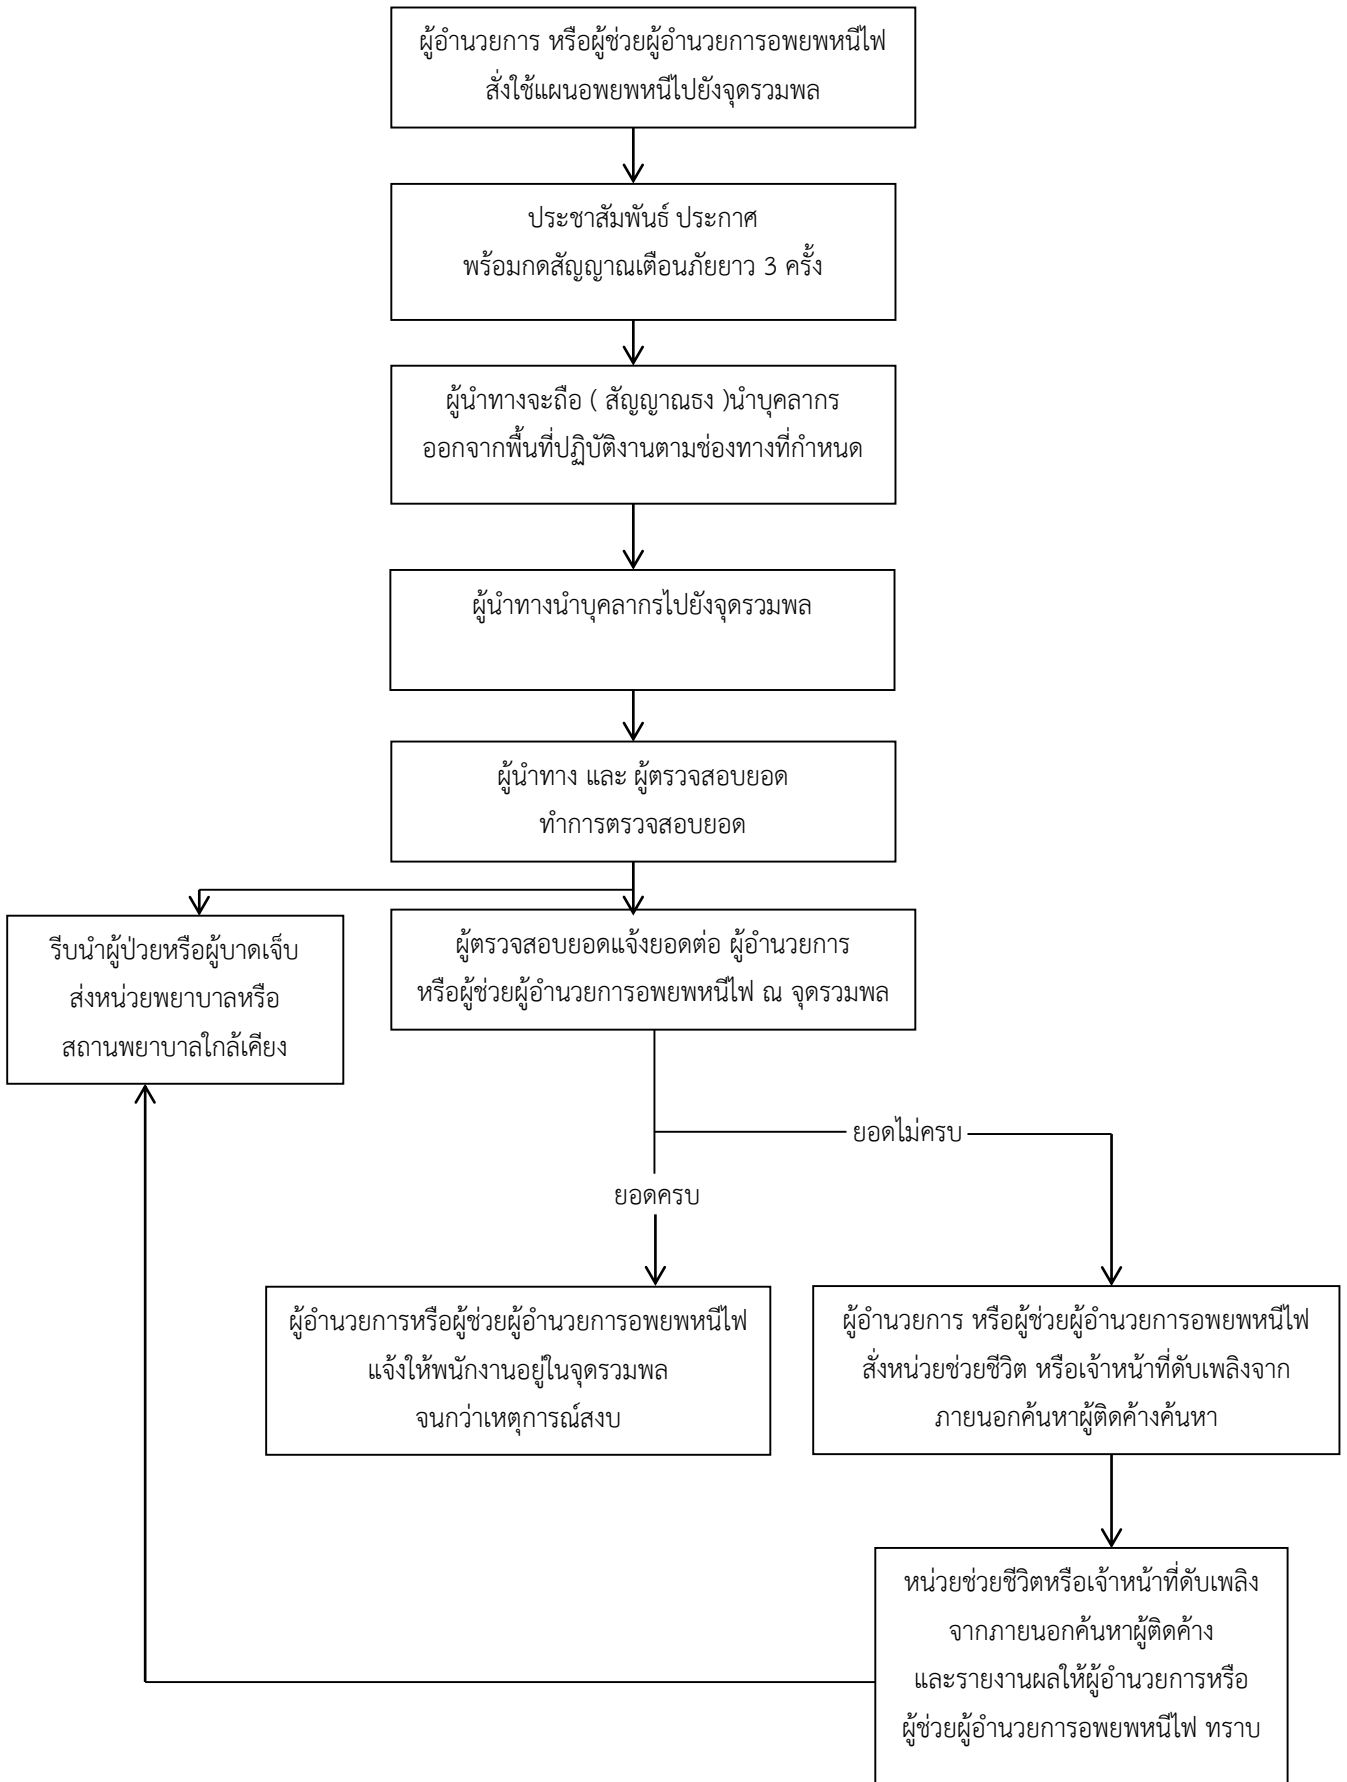 ผู้อำนวยการ หรือผู้ช่วยผู้อำนวยการอพยพหนีไฟ
สั่งใช้แผนอพยพหนีไปยังจุดรวมพล
ประชาสัมพันธ์ ประกาศ
พร้อมกดสัญญาณเตือนภัยยาว 3 ครั้ง
ผู้นำทางจะถือ ( สัญญาณธง )นำบุคลากร
ออกจากพื้นที่ปฏิบัติงานตามช่องทางที่กำหนด
ผู้นำทางนำบุคลากรไปยังจุดรวมพล
ผู้นำทาง และ ผู้ตรวจสอบยอด
ทำการตรวจสอบยอด
รีบนำผู้ป่วยหรือผู้บาดเจ็บ
ส่งหน่วยพยาบาลหรือ
สถานพยาบาลใกล้เคียง
ผู้ตรวจสอบยอดแจ้งยอดต่อ ผู้อำนวยการ
หรือผู้ช่วยผู้อำนวยการอพยพหนีไฟ ณ จุดรวมพล
ยอดไม่ครบ
ยอดครบ
ผู้อำนวยการหรือผู้ช่วยผู้อำนวยการอพยพหนีไฟ
แจ้งให้พนักงานอยู่ในจุดรวมพล
จนกว่าเหตุการณ์สงบ
ผู้อำนวยการ หรือผู้ช่วยผู้อำนวยการอพยพหนีไฟ
สั่งหน่วยช่วยชีวิต หรือเจ้าหน้าที่ดับเพลิงจาก
ภายนอกค้นหาผู้ติดค้างค้นหา
หน่วยช่วยชีวิตหรือเจ้าหน้าที่ดับเพลิง
จากภายนอกค้นหาผู้ติดค้าง
และรายงานผลให้ผู้อำนวยการหรือ
ผู้ช่วยผู้อำนวยการอพยพหนีไฟ ทราบ